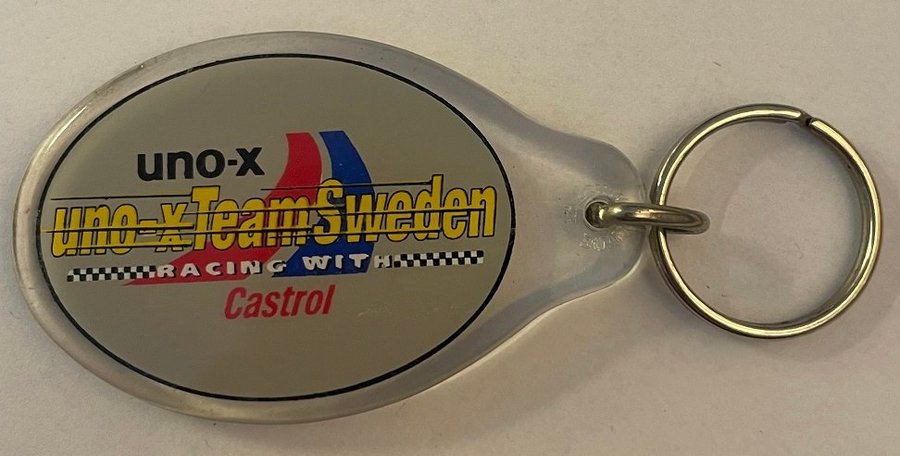 uno-x
uno-x Team Sweden
RACING WITH
Castrol